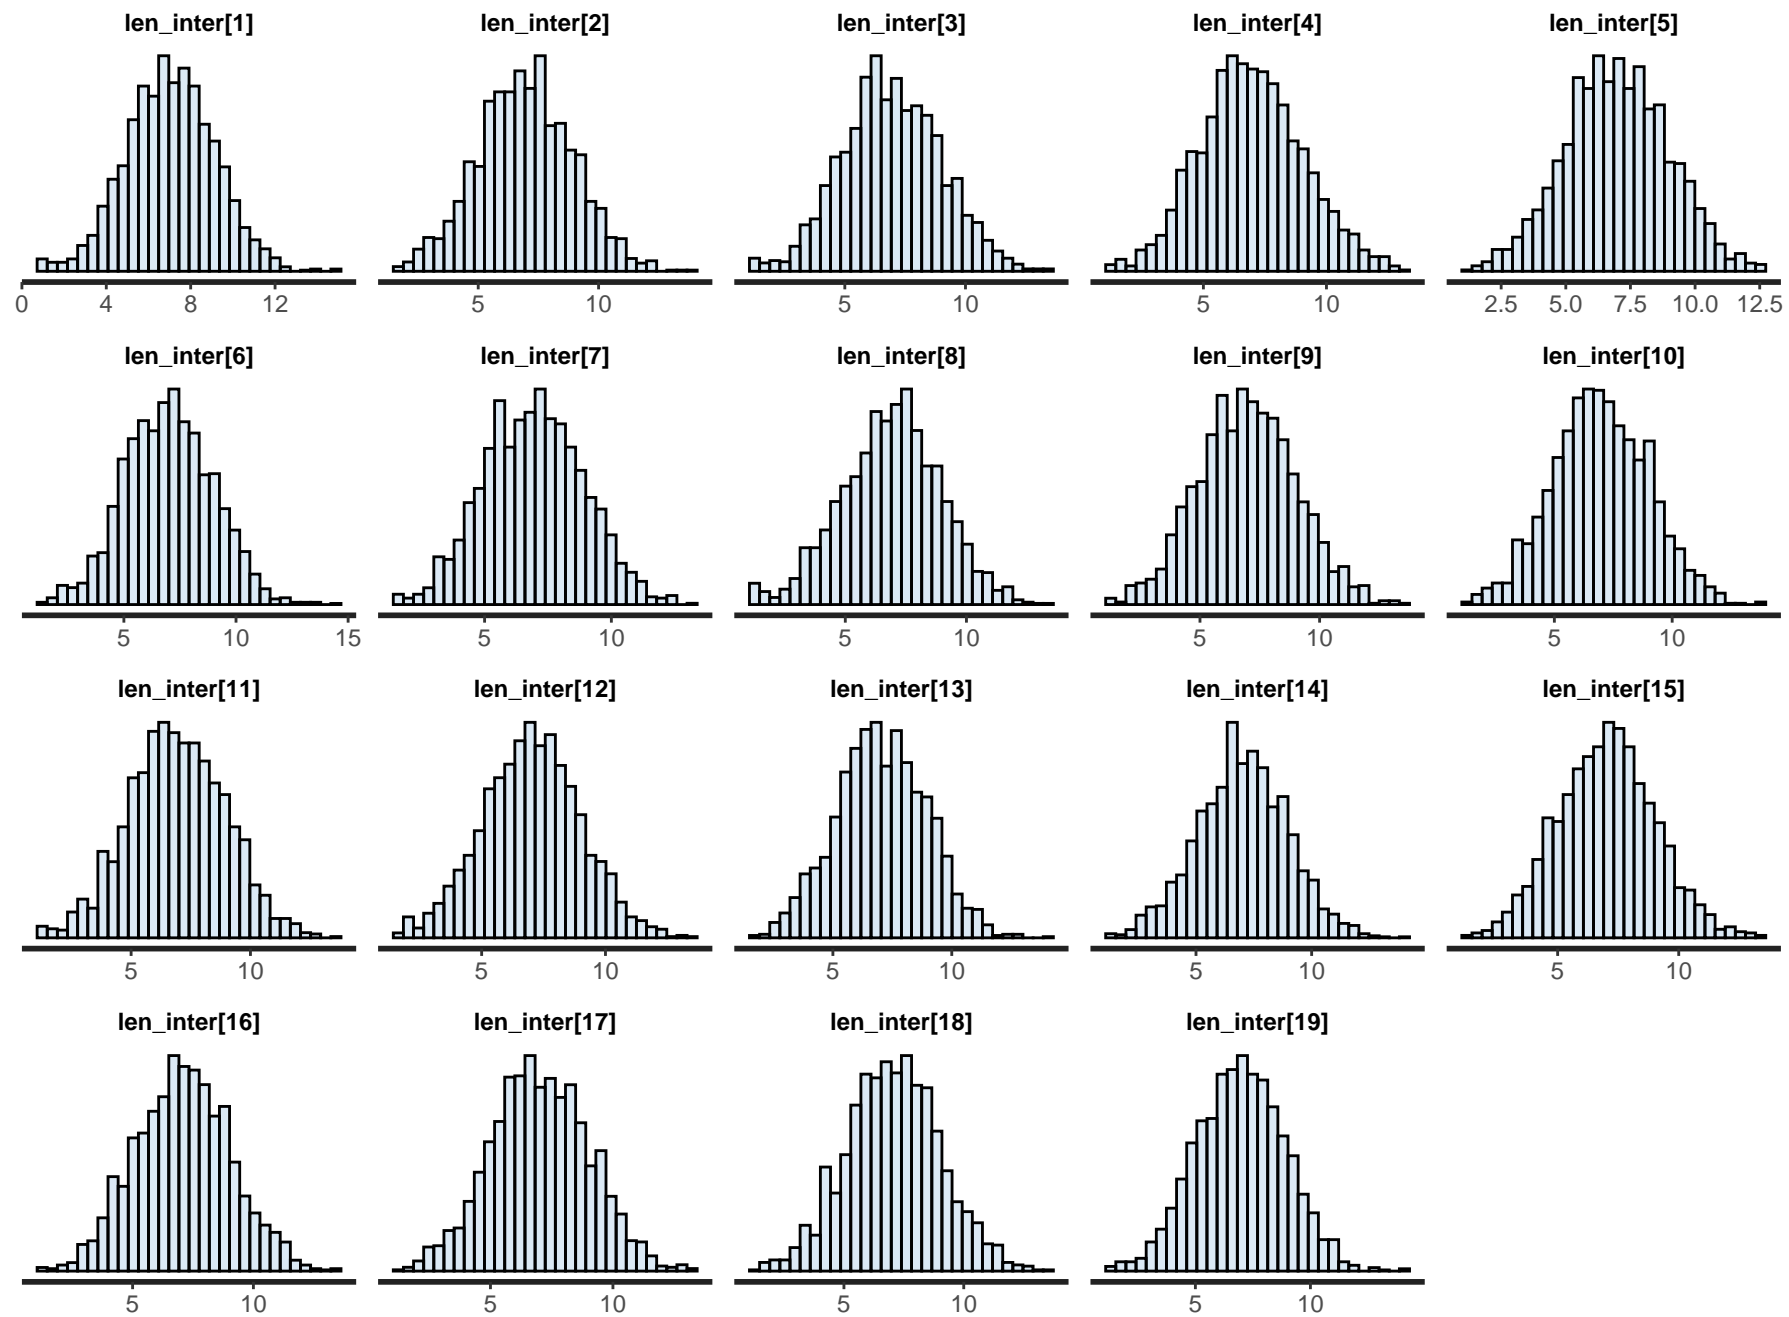 len_inter[1] len_inter[2] len_inter[3] len_inter[4] len_inter[5]
0 4 8 12 5 10 5 10 5 10 2.5 5.0 7.5 10.0 12.5
len_inter[6] len_inter[7] len_inter[8] len_inter[9] len_inter[10]
5 10 15 5 10 5 10 5 10 5 10
len_inter[11] len_inter[12] len_inter[13] len_inter[14] len_inter[15]
5 10 5 10 5 10 5 10 5 10
len_inter[16] len_inter[17] len_inter[18] len_inter[19]
5 10 5 10 5 10 5 10